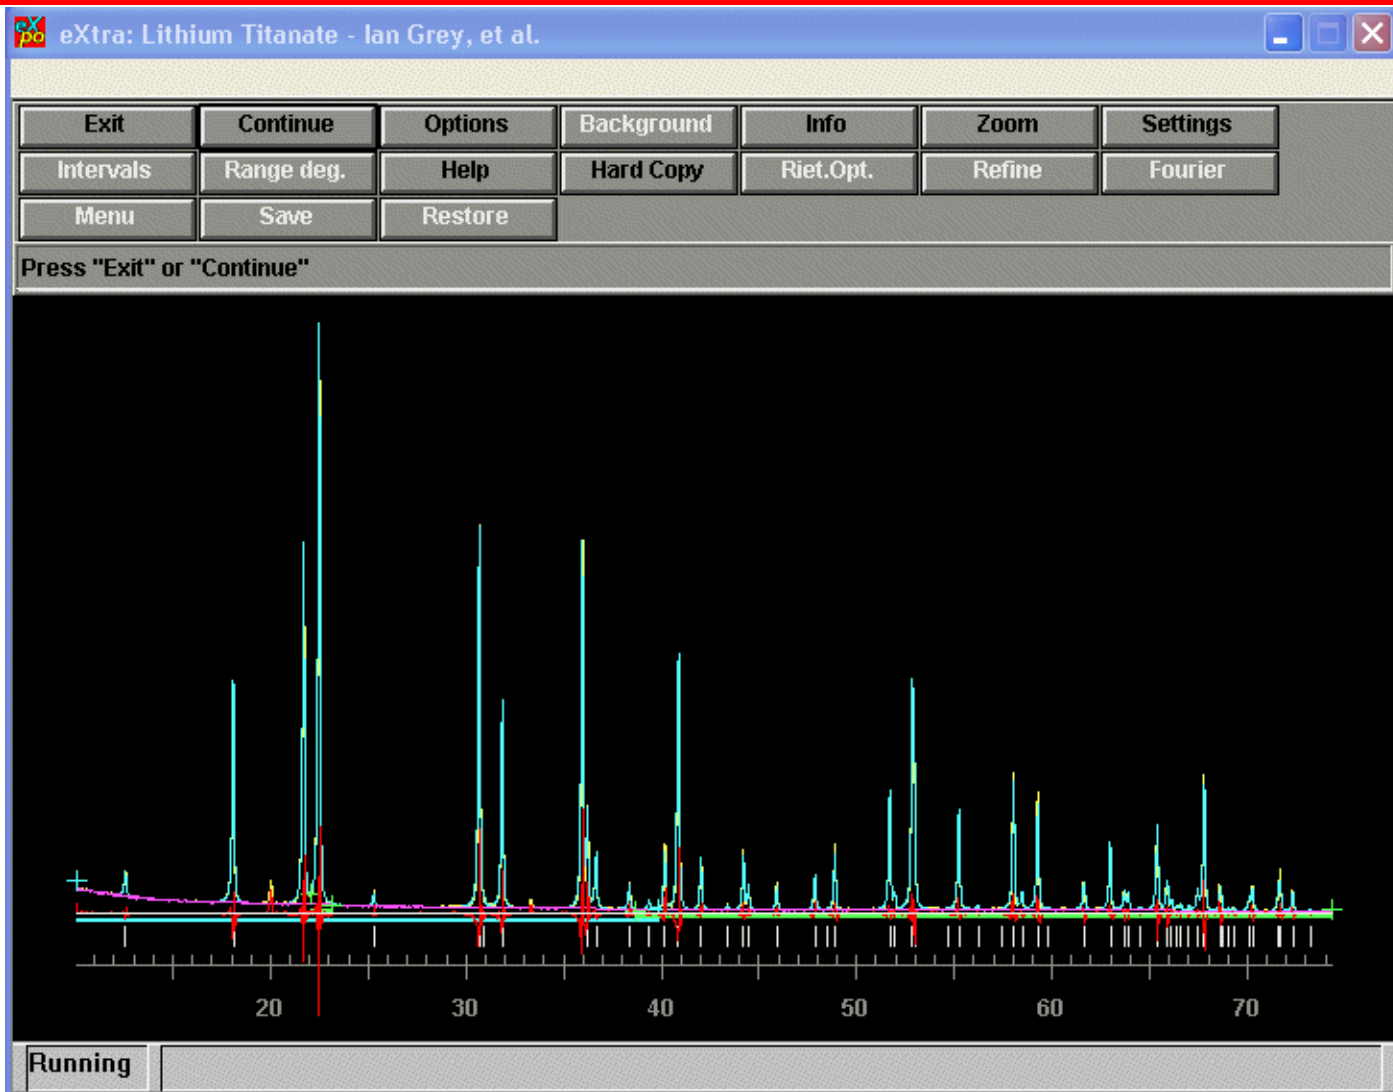 eXpo eXtra: Lithium Titanate - Ian Grey, et al.
Exit Continue Options Background Info Zoom Settings
Intervals Range deg. Help Hard Copy Riet.Opt. Refine Fourier
Menu Save Restore
Press "Exit" or "Continue"
20 30 40 50 60 70
Running